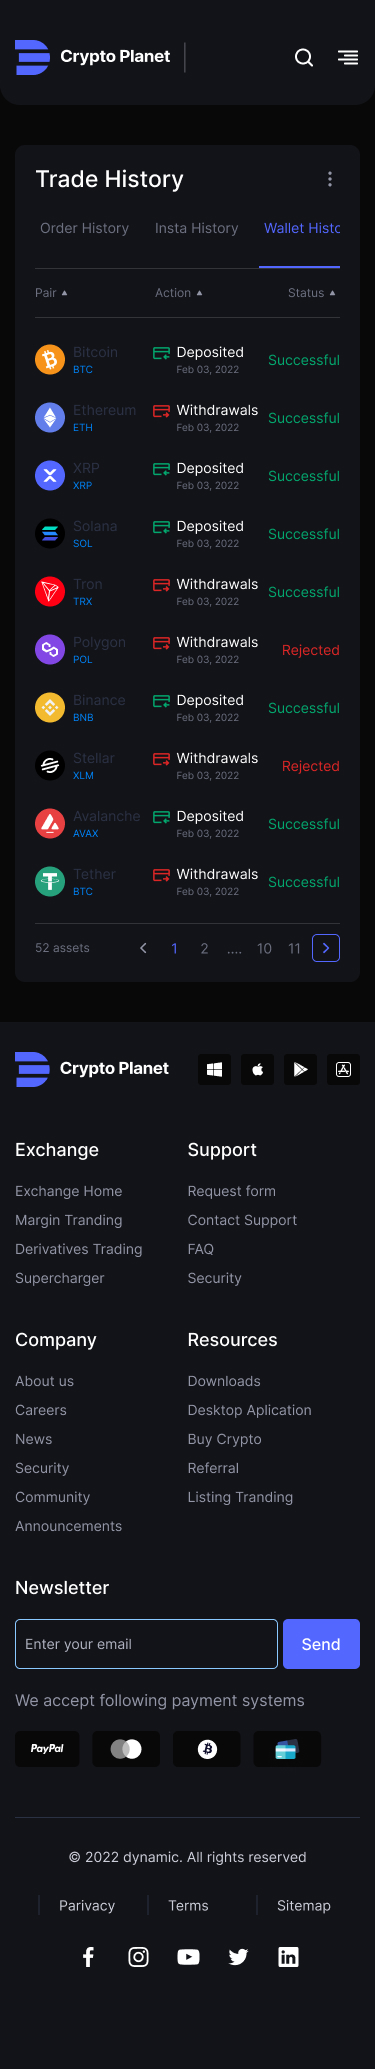 Crypto Planet
Trade History
Order History Insta History Wallet Histo
Pair Action Status
Bitcoin Deposited
BTC Feb 03, 2022 Successful
Ethereum Withdrawals
ETH Feb 03, 2022 Successful
XRP Deposited
XRP Feb 03, 2022 Successful
Solana Deposited
SOL Feb 03, 2022 Successful
Tron Withdrawals
TRX Feb 03, 2022 Successful
Polygon Withdrawals
POL Feb 03, 2022 Rejected
Binance Deposited
BNB Feb 03, 2022 Successful
Stellar Withdrawals
XLM Feb 03, 2022 Rejected
Avalanche Deposited
AVAX Feb 03, 2022 Successful
Tether Withdrawals
BTC Feb 03, 2022 Successful
52 assets 1 2 .... 10 11
Crypto Planet
Exchange Support
Exchange Home Request form
Margin Tranding Contact Support
Derivatives Trading FAQ
Supercharger Security
Company Resources
About us Downloads
Careers Desktop Aplication
News Buy Crypto
Security Referral
Community Listing Tranding
Announcements
Newsletter
Enter your email Send
We accept following payment systems
PayPal
© 2022 dynamic. All rights reserved
Parivacy Terms Sitemap